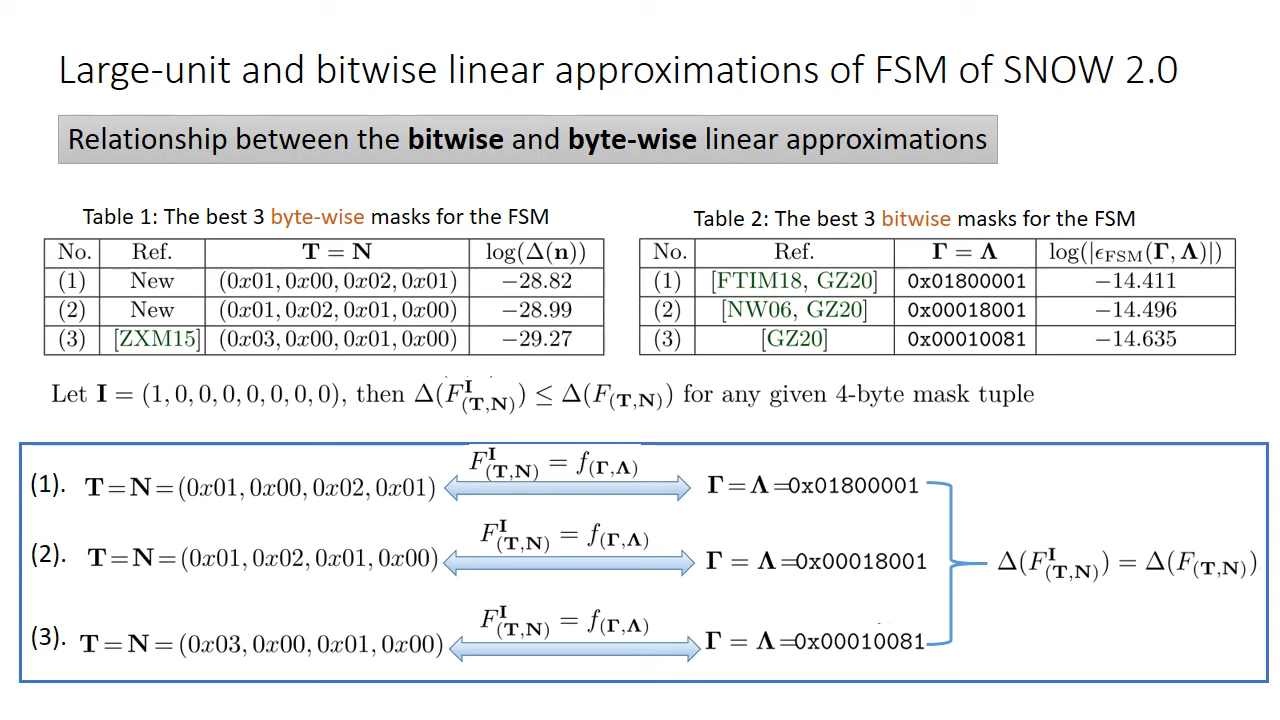 Large-unit and bitwise linear approximations of FSM of SNOW 2.0
Relationship between the bitwise and byte-wise linear approximations
Table 1: The best 3 byte-wise masks for the FSM
No. Ref. T = N log(Δ(n))
(1) New (0x01, 0x00, 0x02, 0x01) −28.82
(2) New (0x01, 0x02, 0x01, 0x00) −28.99
(3) [ZXM15] (0x03, 0x00, 0x01, 0x00) −29.27
Table 2: The best 3 bitwise masks for the FSM
No. Ref. Γ = Λ log(|ϵFSM(Γ, Λ)|)
(1) [FTIM18, GZ20] 0x01800001 −14.411
(2) [NW06, GZ20] 0x00018001 −14.496
(3) [GZ20] 0x00010081 −14.635
Let I = (1, 0, 0, 0, 0, 0, 0, 0), then Δ(F^I_(T,N)) ≤ Δ(F_(T,N)) for any given 4-byte mask tuple
(1). T=N=(0x01, 0x00, 0x02, 0x01) F^I_(T,N) = f_(Γ,Λ) Γ=Λ=0x01800001
(2). T=N=(0x01, 0x02, 0x01, 0x00) F^I_(T,N) = f_(Γ,Λ) Γ = Λ=0x00018001 Δ(F^I_(T,N)) = Δ(F_(T,N))
(3). T=N=(0x03, 0x00, 0x01, 0x00) F^I_(T,N) = f_(Γ,Λ) Γ = Λ=0x00010081